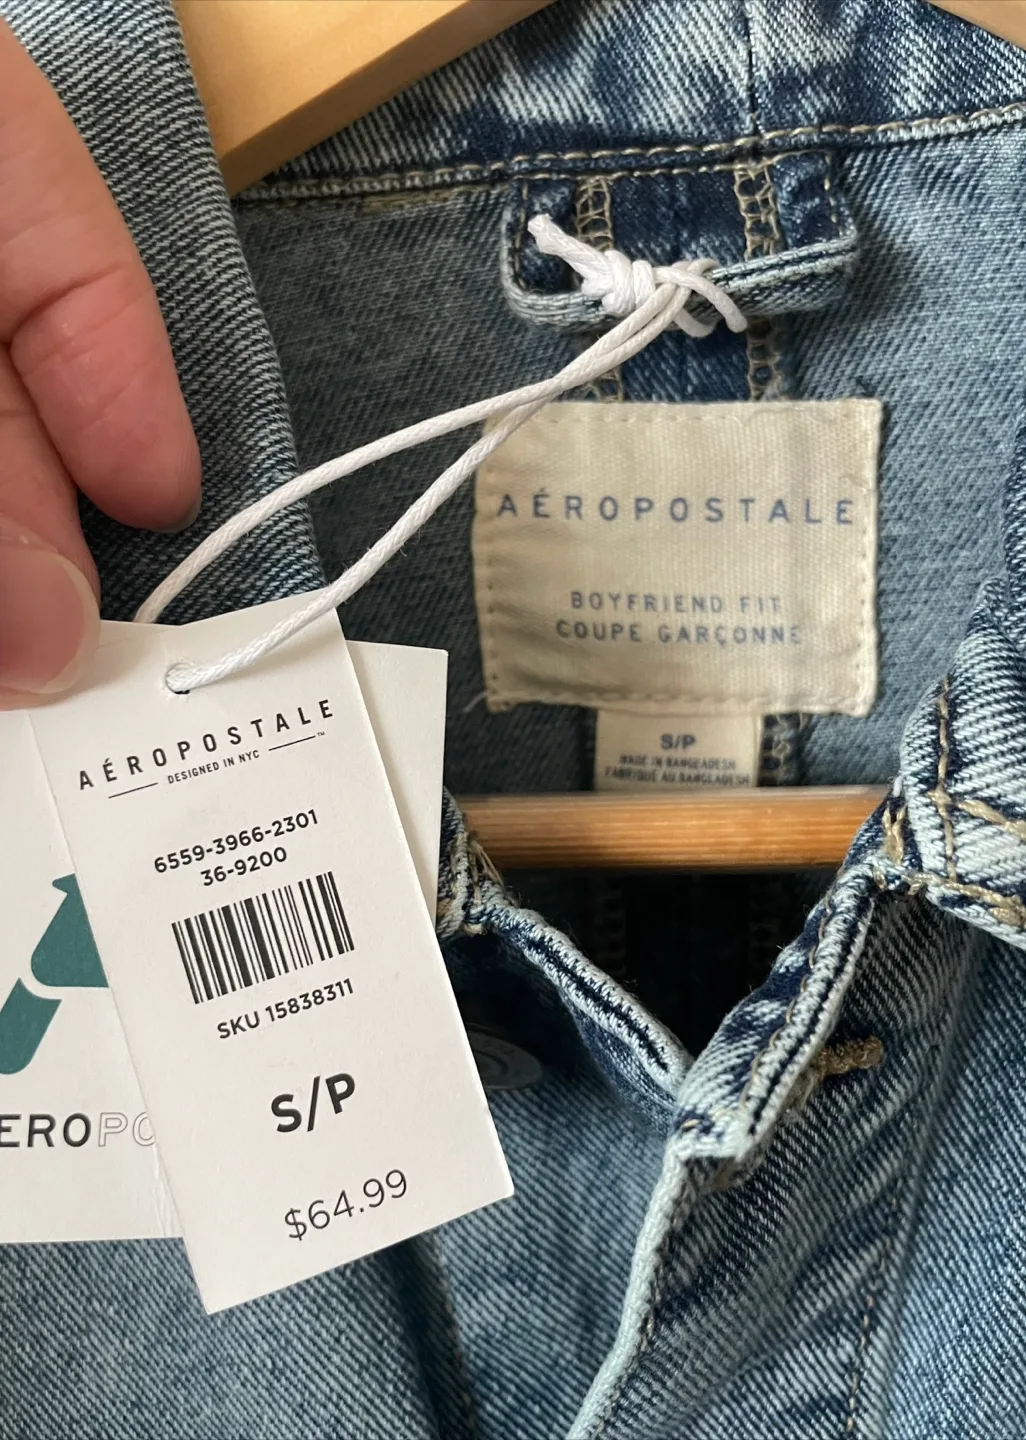 AÉROPOSTALE
BOYFRIEND FIT
COUPE GARÇONNE
S/P
MADE IN BANGLADESH
FABRIQUÉ AU BANGLADESH
AÉROPOSTALE
DESIGNED IN NYC
™
6559-3966-2301
36-9200
SKU 15838311
S/P
$64.99
EROPO